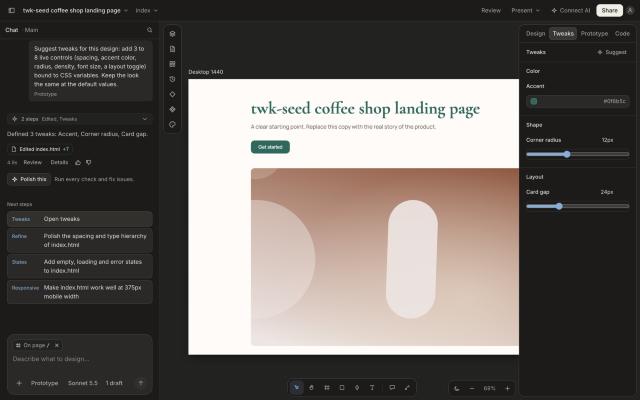 twk-seed coffee shop landing page
index
Review
Present
Connect AI
Share
Chat
Main
Suggest tweaks for this design: add 3 to
8 live controls (spacing, accent color,
radius, density, font size, a layout toggle)
bound to CSS variables. Keep the look
the same at the default values.
Prototype
2 steps Edited, Tweaks
Defined 3 tweaks: Accent, Corner radius, Card gap.
Edited index.html +7
Review Details
Polish this Run every check and fix issues.
Next steps
Tweaks Open tweaks
Refine Polish the spacing and type hierarchy
of index.html
States Add empty, loading and error states
to index.html
Responsive Make index.html work well at 375px
mobile width
On page /
Describe what to design...
Prototype Sonnet 5.5 1 draft
Desktop 1440
twk-seed coffee shop landing page
A clear starting point. Replace this copy with the real story of the product.
Get started
68%
Design Tweaks Prototype Code
Tweaks Suggest
Color
Accent
Shape
Corner radius 12px
Layout
Card gap 24px